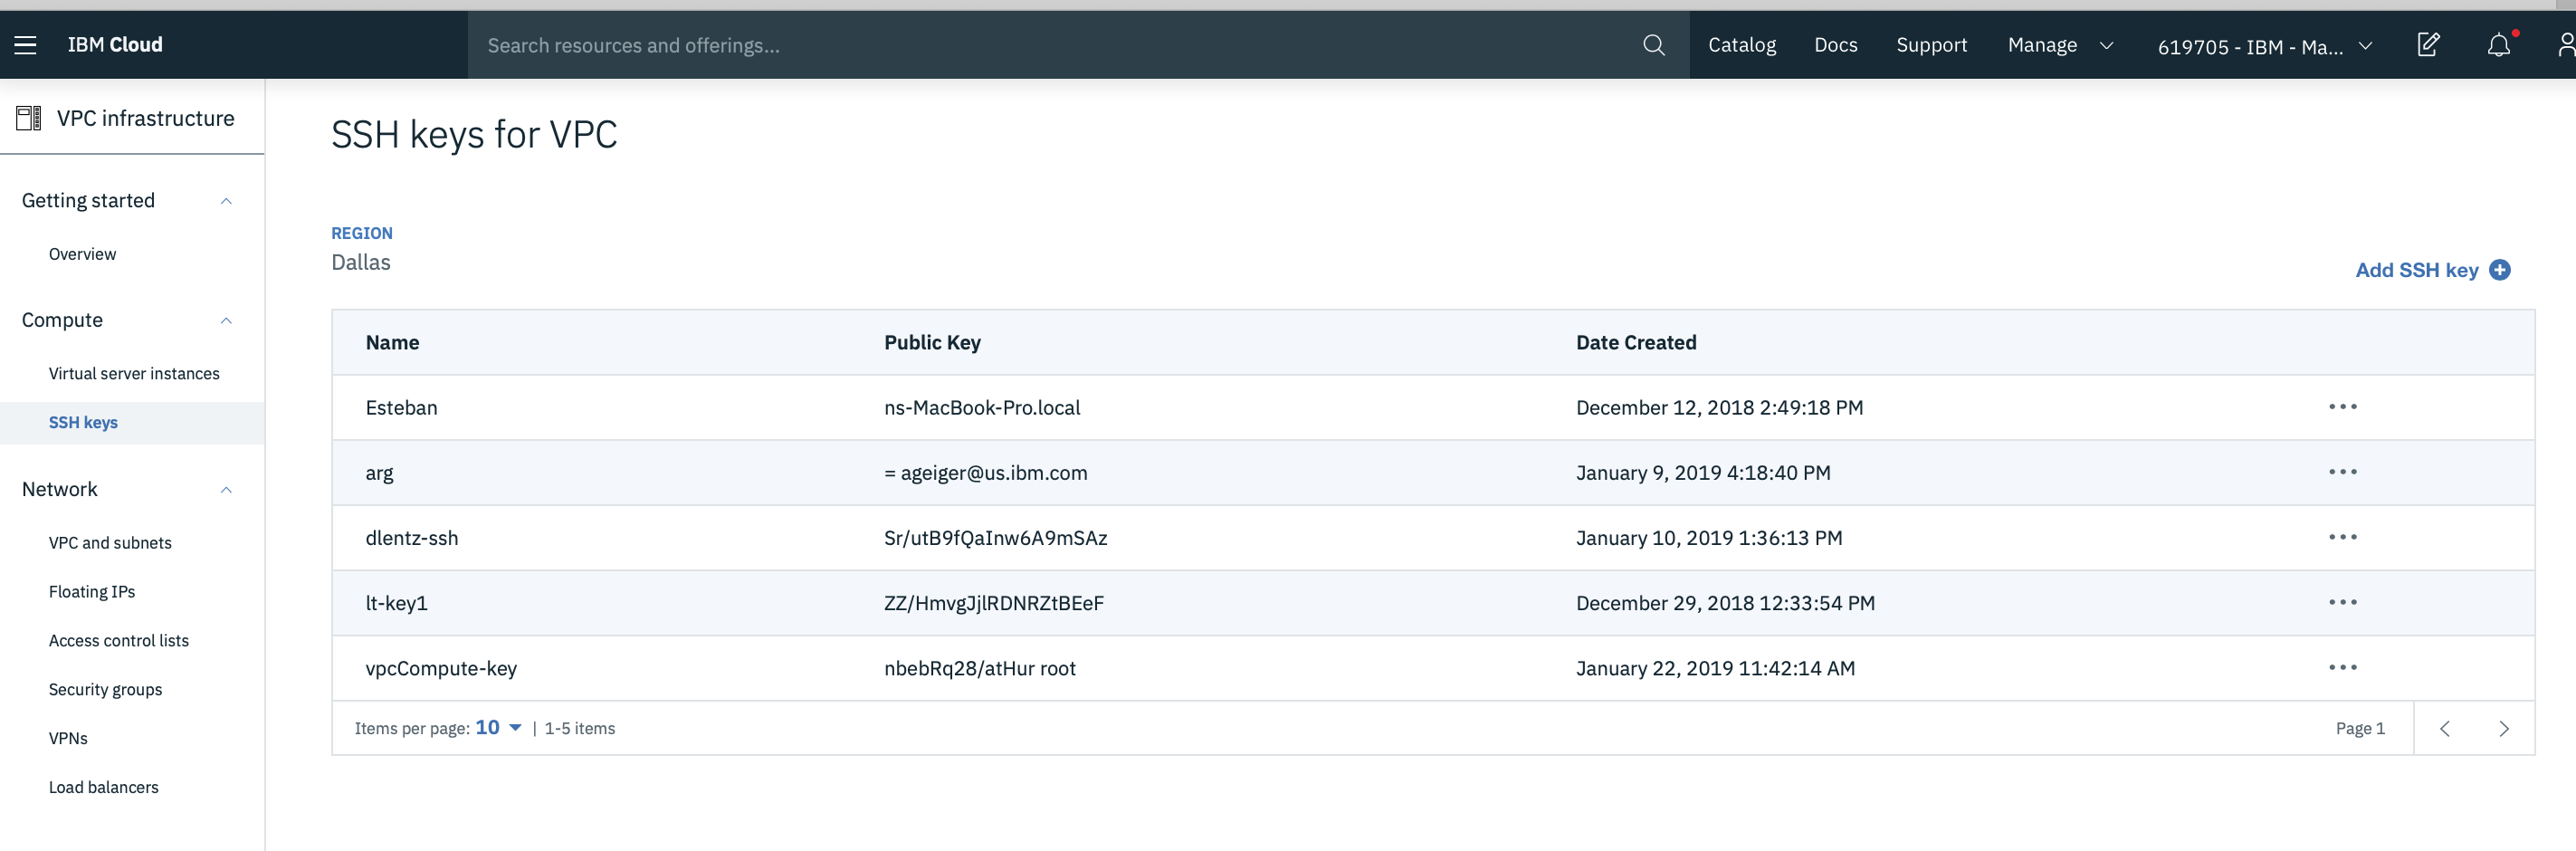 IBM Cloud
Search resources and offerings...
Catalog
Docs
Support
Manage
619705 - IBM - Ma...
VPC infrastructure
Getting started
Overview
Compute
Virtual server instances
SSH keys
Network
VPC and subnets
Floating IPs
Access control lists
Security groups
VPNs
Load balancers
SSH keys for VPC
REGION
Dallas
Add SSH key
Name Public Key Date Created
Esteban ns-MacBook-Pro.local December 12, 2018 2:49:18 PM
arg = ageiger@us.ibm.com January 9, 2019 4:18:40 PM
dlentz-ssh Sr/utB9fQaInw6A9mSAz January 10, 2019 1:36:13 PM
lt-key1 ZZ/HmvgJjlRDNRZtBEeF December 29, 2018 12:33:54 PM
vpcCompute-key nbebRq28/atHur root January 22, 2019 11:42:14 AM
Items per page: 10 | 1-5 items
Page 1